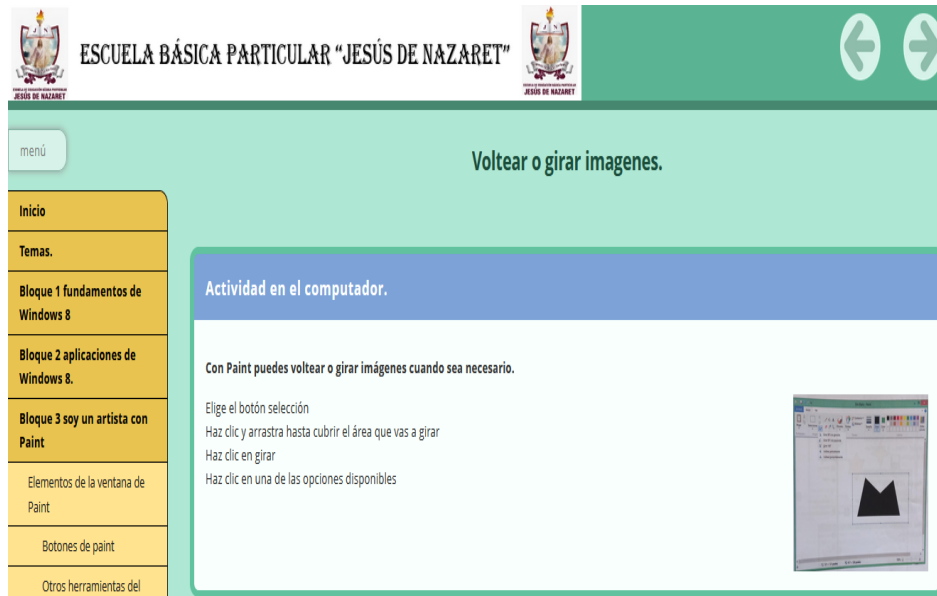 ESCUELA BÁSICA PARTICULAR “JESÚS DE NAZARET”
JESÚS DE NAZARET
JESÚS DE NAZARET
menú
Voltear o girar imagenes.
Inicio
Temas.
Bloque 1 fundamentos de
Windows 8
Bloque 2 aplicaciones de
Windows 8.
Bloque 3 soy un artista con
Paint
Elementos de la ventana de
Paint
Botones de paint
Otros herramientas del
Actividad en el computador.
Con Paint puedes voltear o girar imágenes cuando sea necesario.
Elige el botón selección
Haz clic y arrastra hasta cubrir el área que vas a girar
Haz clic en girar
Haz clic en una de las opciones disponibles